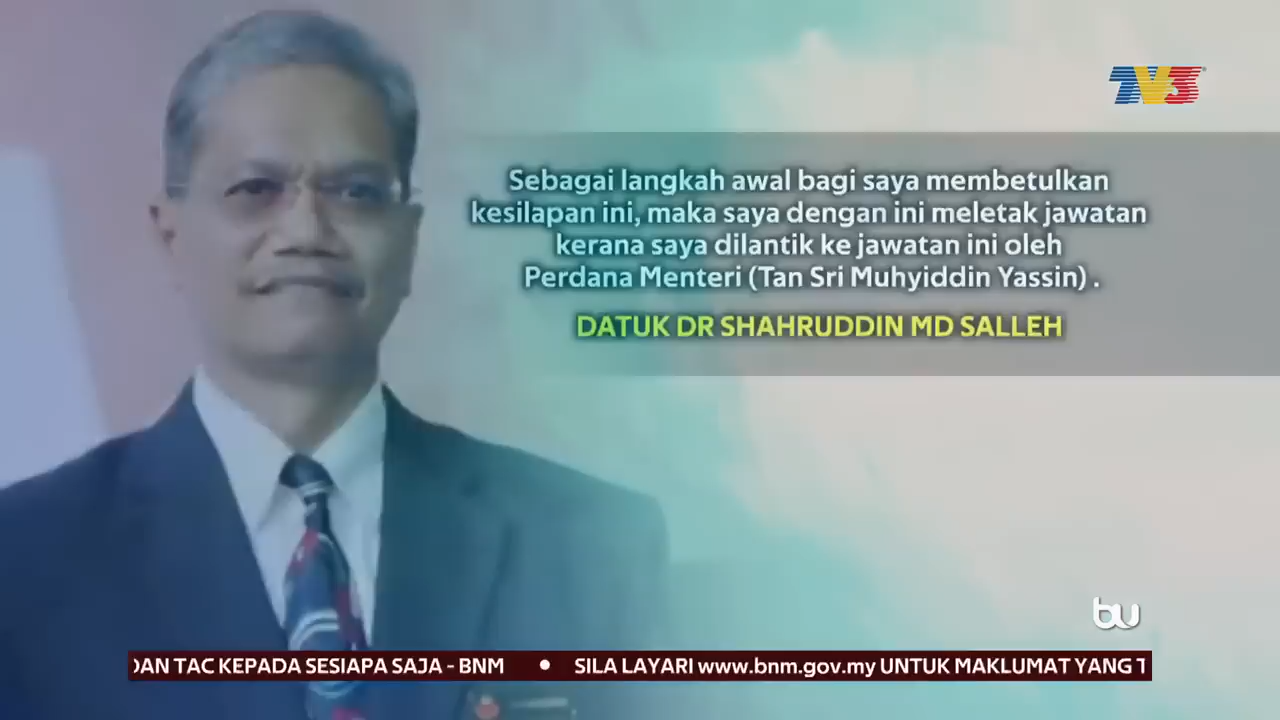 TV3
Sebagai langkah awal bagi saya membetulkan
kesilapan ini, maka saya dengan ini meletak jawatan
kerana saya dilantik ke jawatan ini oleh
Perdana Menteri (Tan Sri Muhyiddin Yassin) .
DATUK DR SHAHRUDDIN MD SALLEH
bu
DAN TAC KEPADA SESIAPA SAJA - BNM • SILA LAYARI www.bnm.gov.my UNTUK MAKLUMAT YANG